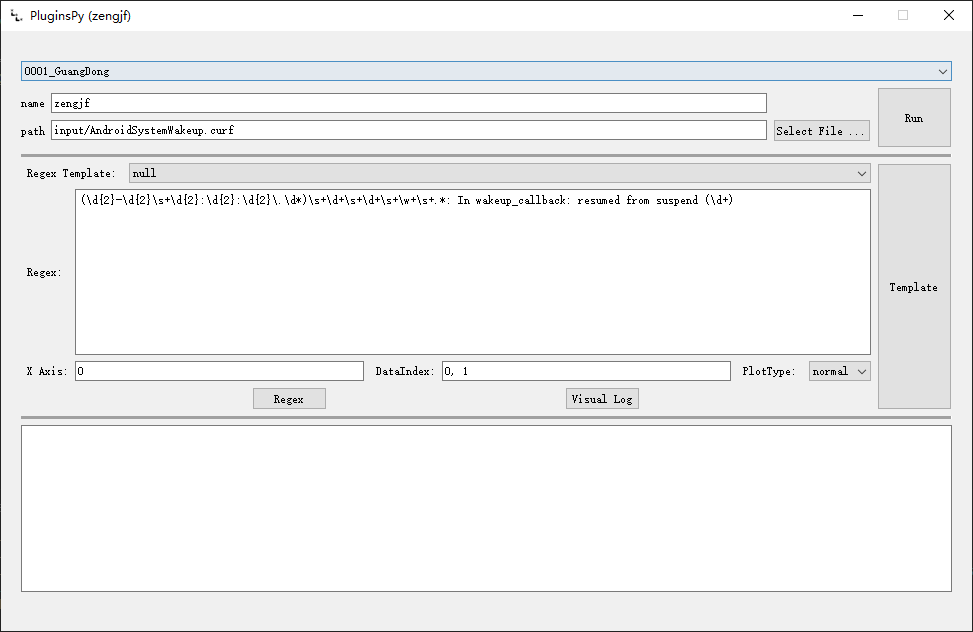 PluginsPy (zengjf)
0001_GuangDong
name zengjf
path input/AndroidSystemWakeup.curf Select File ...
Run
Regex Template: null
Regex: (\d{2}-\d{2}\s+\d{2}:\d{2}:\d{2}\.\d*)\s+\d+\s+\d+\s+\w+\s+.*: In wakeup_callback: resumed from suspend (\d+)
Template
X Axis: 0 DataIndex: 0, 1 PlotType: normal
Regex Visual Log